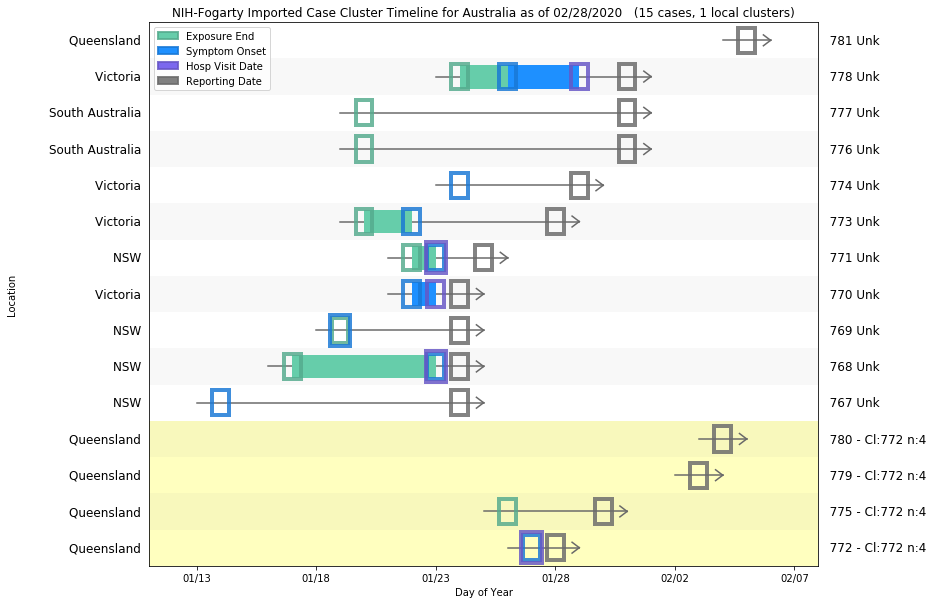 NIH-Fogarty Imported Case Cluster Timeline for Australia as of 02/28/2020 (15 cases, 1 local clusters)
Exposure End
Symptom Onset
Hosp Visit Date
Reporting Date
Queensland 781 Unk
Victoria 778 Unk
South Australia 777 Unk
South Australia 776 Unk
Victoria 774 Unk
Victoria 773 Unk
NSW 771 Unk
Victoria 770 Unk
NSW 769 Unk
NSW 768 Unk
NSW 767 Unk
Queensland 780 - Cl:772 n:4
Queensland 779 - Cl:772 n:4
Queensland 775 - Cl:772 n:4
Queensland 772 - Cl:772 n:4
Location
01/13 01/18 01/23 01/28 02/02 02/07
Day of Year